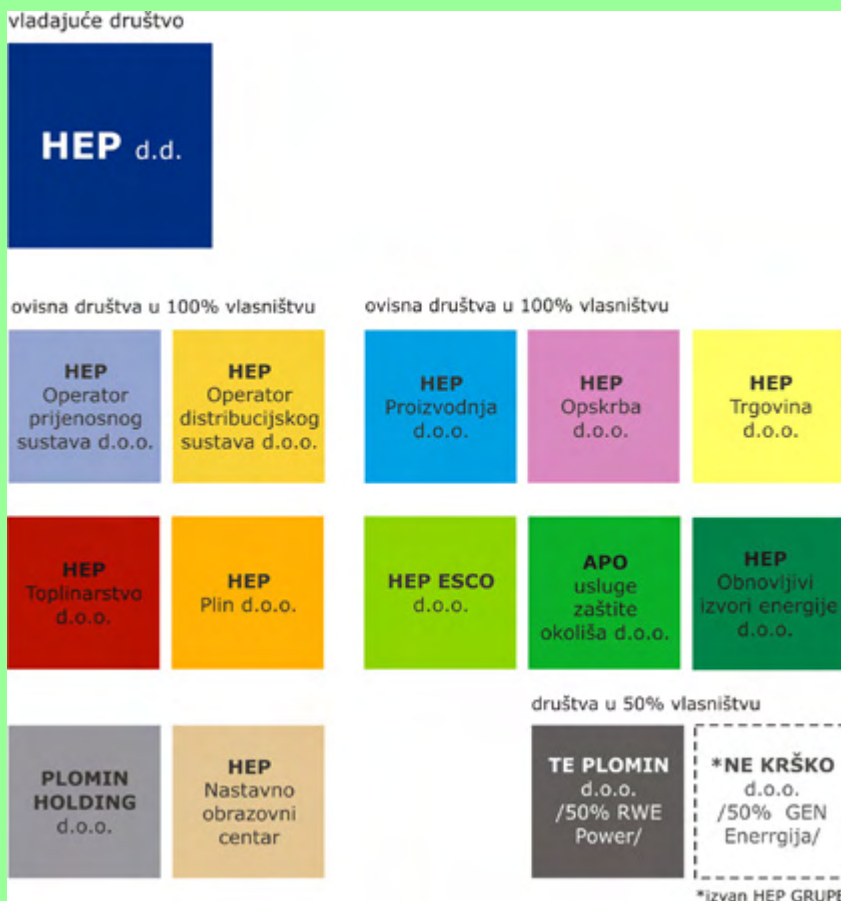 vladajuće društvo
HEP d.d.
ovisna društva u 100% vlasništvu
ovisna društva u 100% vlasništvu
HEP
Operator
prijenosnog
sustava d.o.o.
HEP
Operator
distribucijskog
sustava d.o.o.
HEP
Proizvodnja
d.o.o.
HEP
Opskrba
d.o.o.
HEP
Trgovina
d.o.o.
HEP
Toplinarstvo
d.o.o.
HEP
Plin d.o.o.
HEP ESCO
d.o.o.
APO
usluge
zaštite
okoliša d.o.o.
HEP
Obnovljivi
izvori energije
d.o.o.
društva u 50% vlasništvu
PLOMIN
HOLDING
d.o.o.
HEP
Nastavno
obrazovni
centar
TE PLOMIN
d.o.o.
/50% RWE
Power/
*NE KRŠKO
d.o.o.
/50% GEN
Enerrgija/
*izvan HEP GRUPE